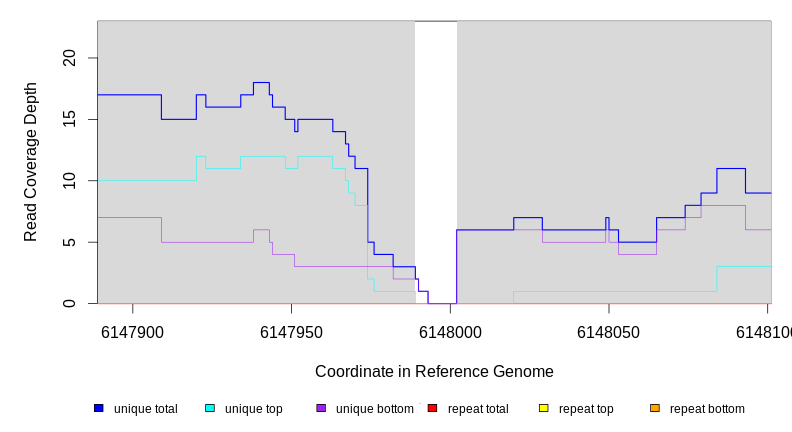 20
15
10
5
0
Read Coverage Depth
6147900 6147950 6148000 6148050 614810
Coordinate in Reference Genome
unique total unique top unique bottom repeat total repeat top repeat bottom